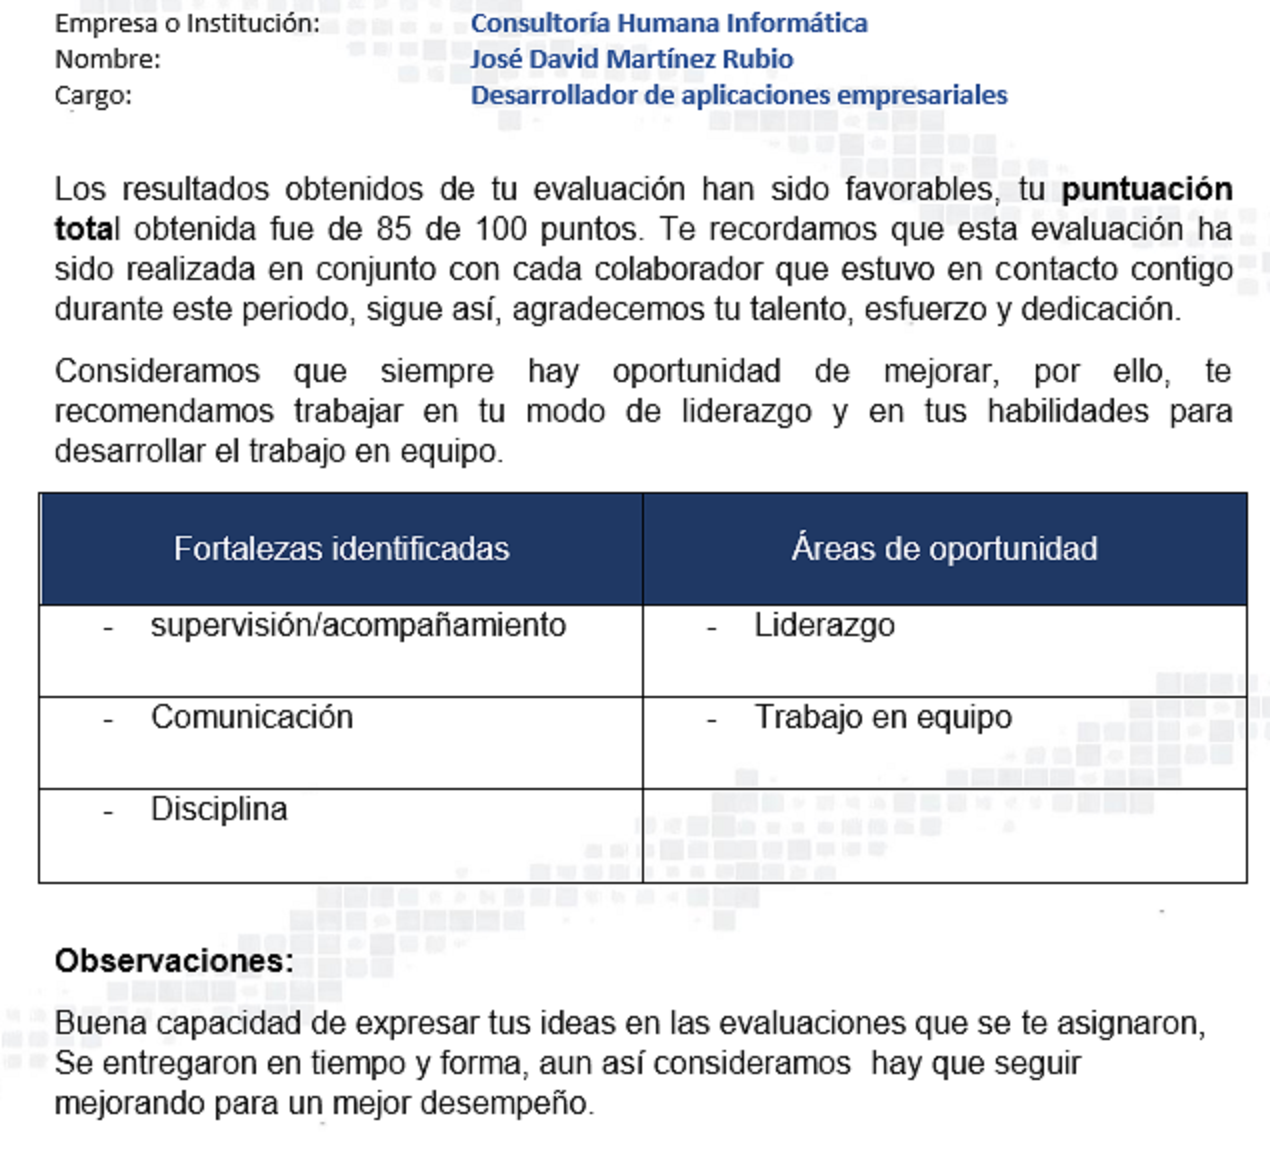 Empresa o Institución: Consultoría Humana Informática
Nombre: José David Martínez Rubio
Cargo: Desarrollador de aplicaciones empresariales
Los resultados obtenidos de tu evaluación han sido favorables, tu puntuación
total obtenida fue de 85 de 100 puntos. Te recordamos que esta evaluación ha
sido realizada en conjunto con cada colaborador que estuvo en contacto contigo
durante este periodo, sigue así, agradecemos tu talento, esfuerzo y dedicación.
Consideramos que siempre hay oportunidad de mejorar, por ello, te
recomendamos trabajar en tu modo de liderazgo y en tus habilidades para
desarrollar el trabajo en equipo.
Fortalezas identificadas Áreas de oportunidad
- supervisión/acompañamiento - Liderazgo
- Comunicación - Trabajo en equipo
- Disciplina
Observaciones:
Buena capacidad de expresar tus ideas en las evaluaciones que se te asignaron,
Se entregaron en tiempo y forma, aun así consideramos  hay que seguir
mejorando para un mejor desempeño.